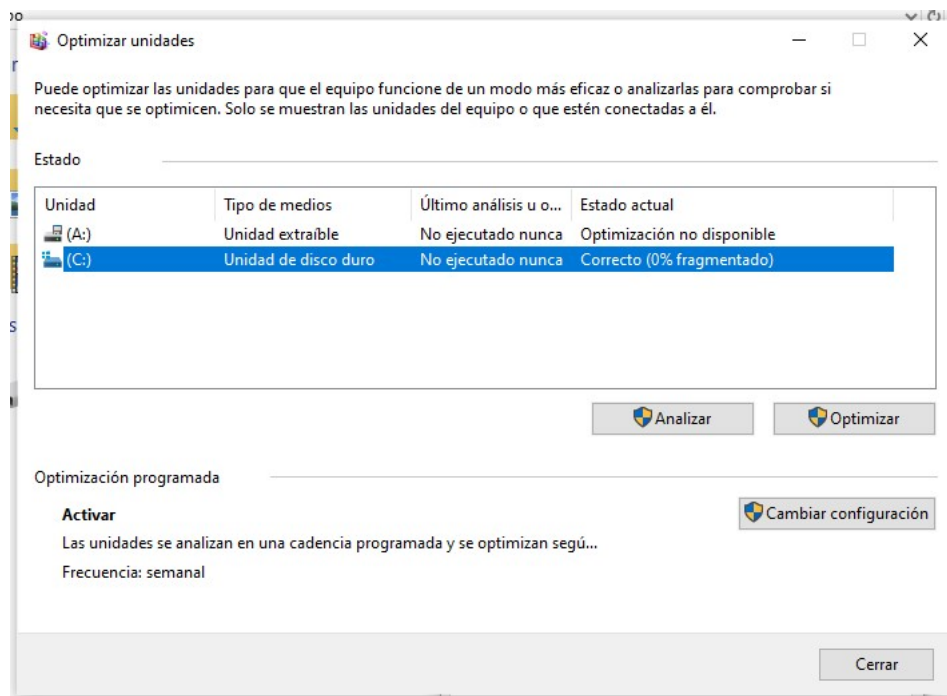 Optimizar unidades
Puede optimizar las unidades para que el equipo funcione de un modo más eficaz o analizarlas para comprobar si
necesita que se optimicen. Solo se muestran las unidades del equipo o que estén conectadas a él.
Estado
Unidad Tipo de medios Último análisis u o... Estado actual
(A:) Unidad extraíble No ejecutado nunca Optimización no disponible
(C:) Unidad de disco duro No ejecutado nunca Correcto (0% fragmentado)
Analizar Optimizar
Optimización programada
Activar Cambiar configuración
Las unidades se analizan en una cadencia programada y se optimizan segú...
Frecuencia: semanal
Cerrar